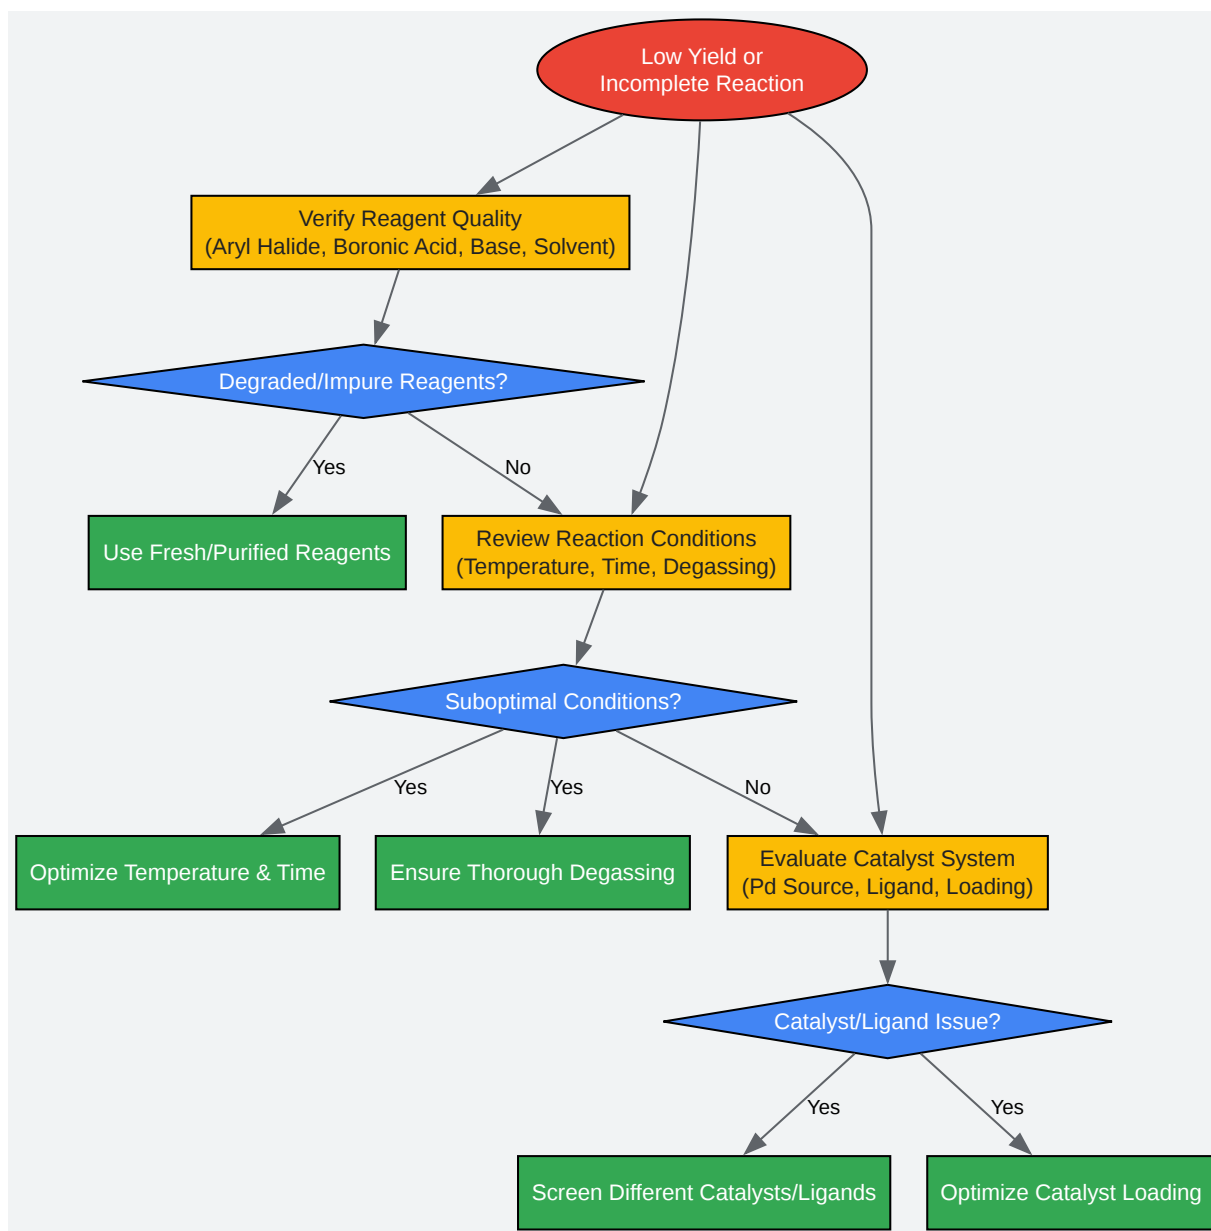 Low Yield or
Incomplete Reaction
Verify Reagent Quality
(Aryl Halide, Boronic Acid, Base, Solvent)
Degraded/Impure Reagents?
Yes
No
Use Fresh/Purified Reagents
Review Reaction Conditions
(Temperature, Time, Degassing)
Suboptimal Conditions?
Yes
Yes
No
Optimize Temperature & Time
Ensure Thorough Degassing
Evaluate Catalyst System
(Pd Source, Ligand, Loading)
Catalyst/Ligand Issue?
Yes
Yes
Screen Different Catalysts/Ligands
Optimize Catalyst Loading